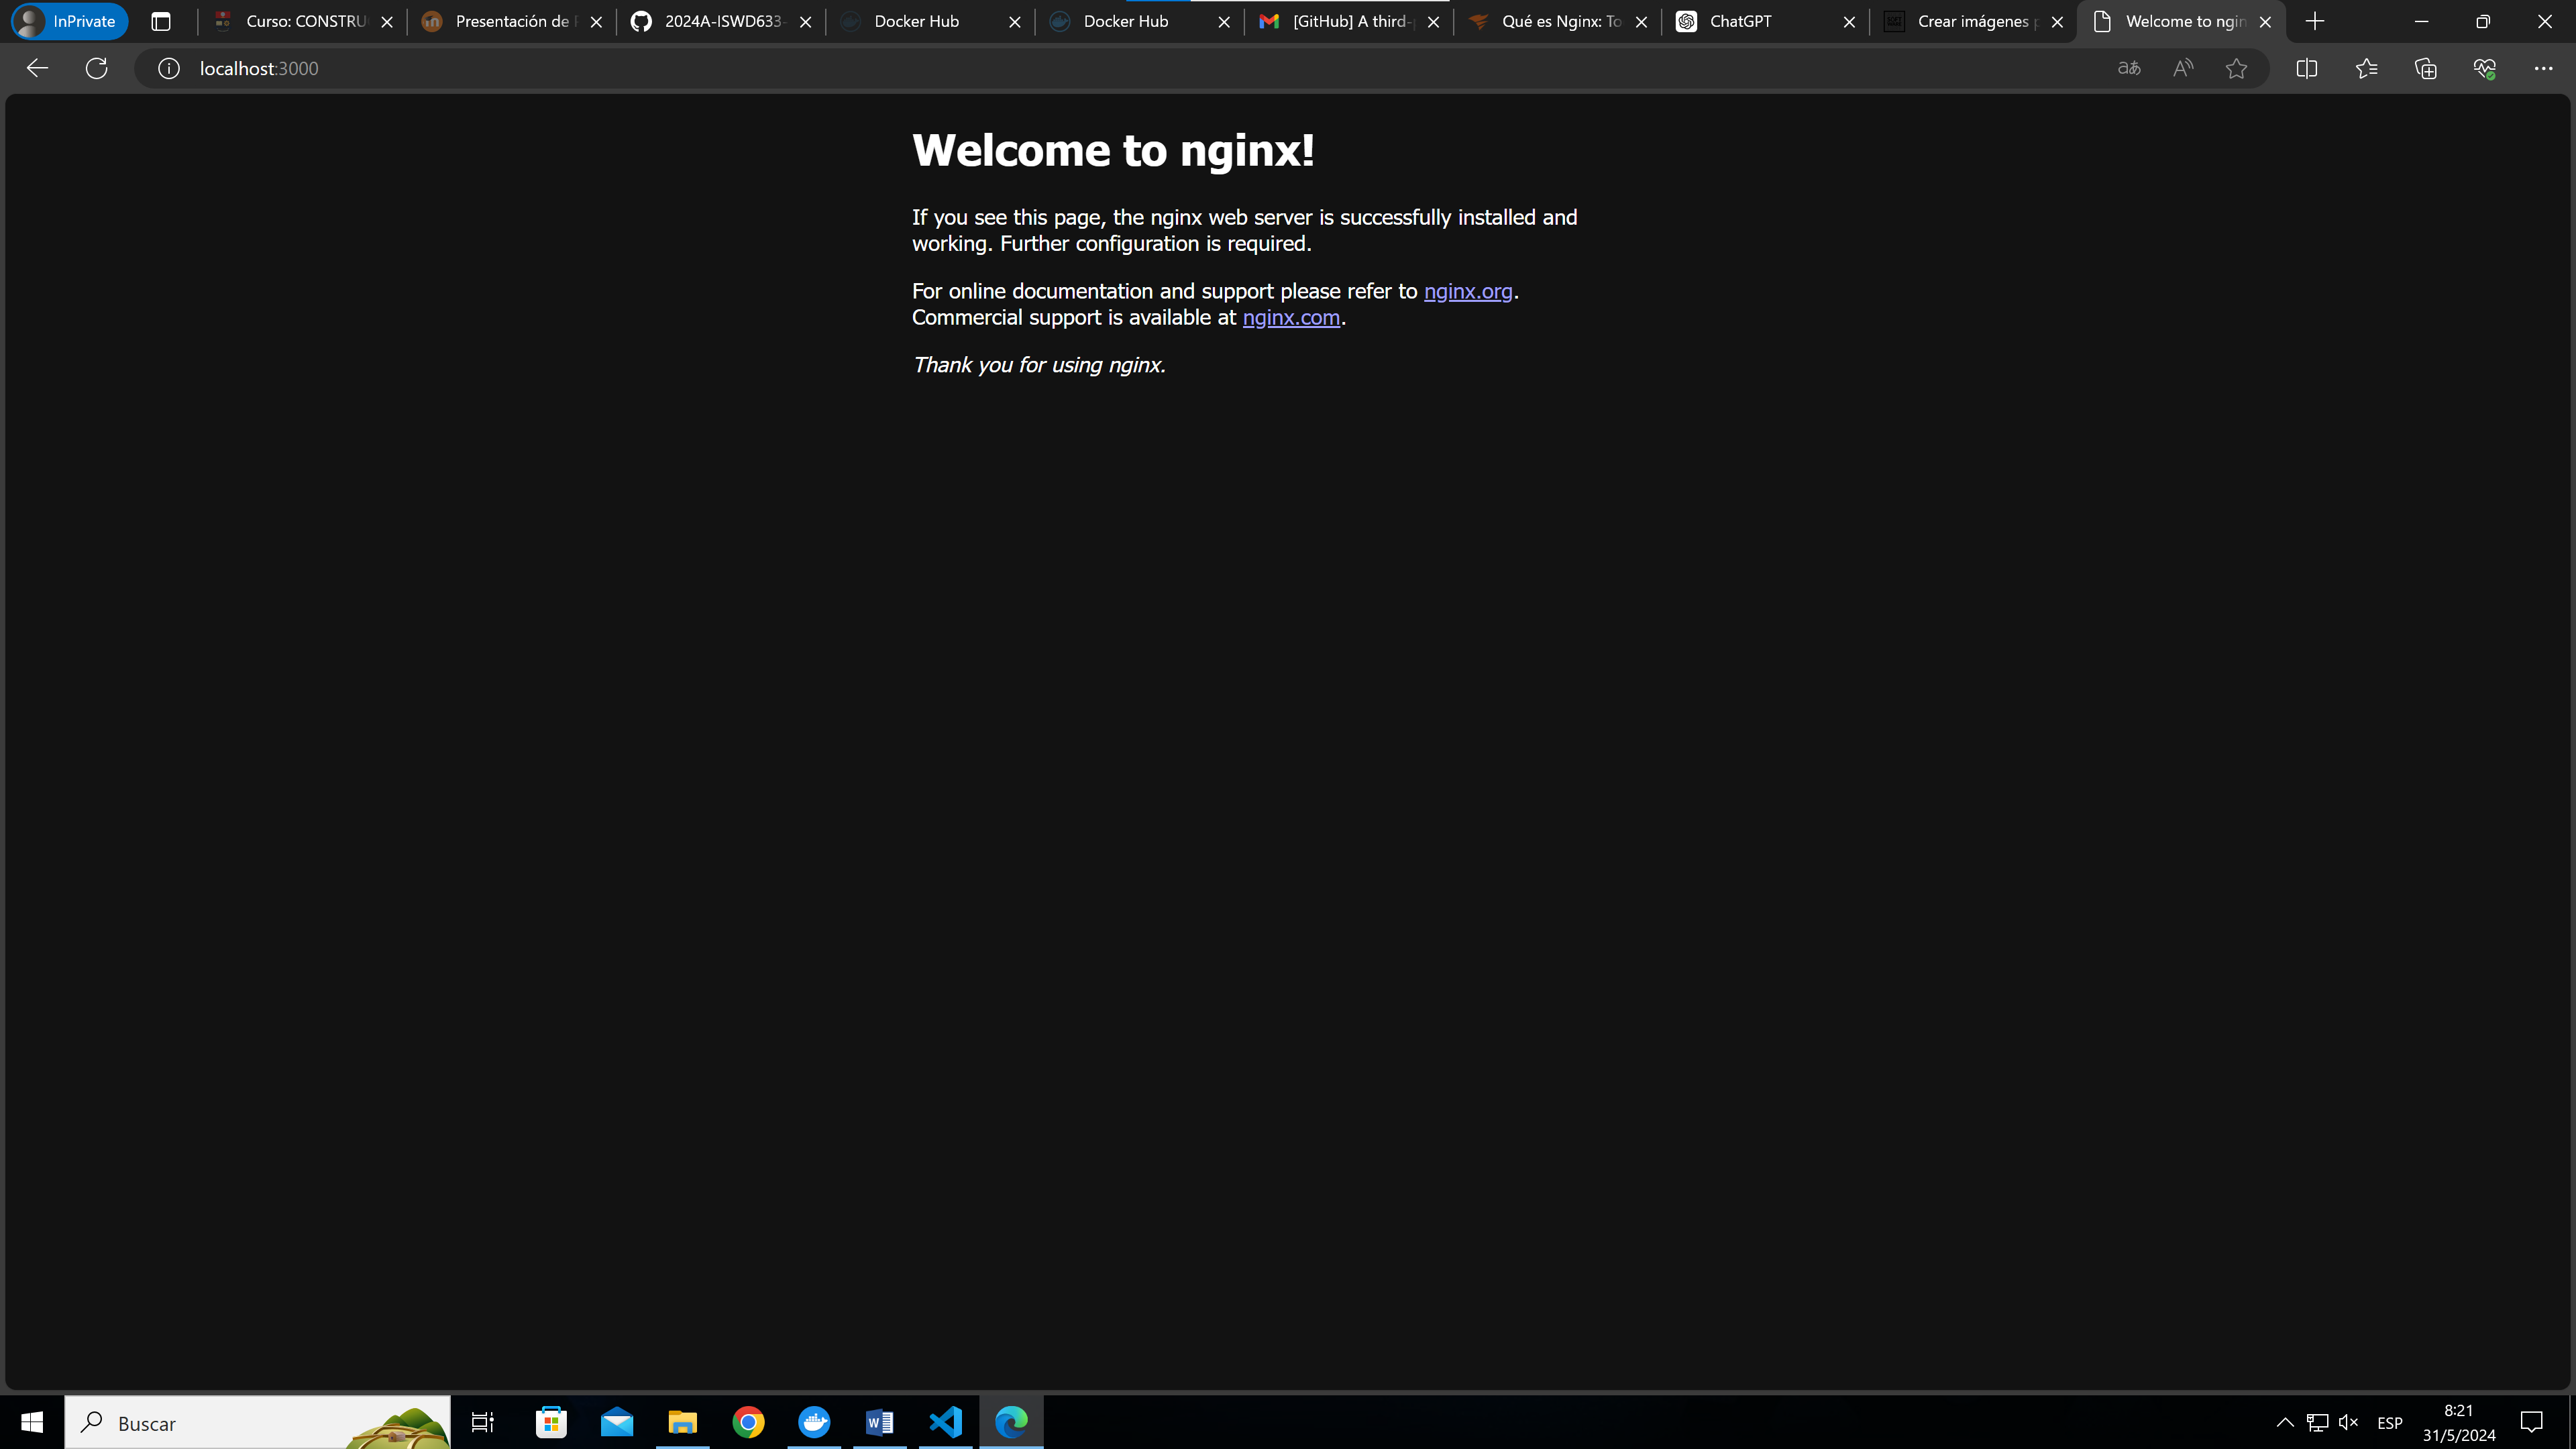 InPrivate
Curso: CONSTRU
Presentación de
2024A-ISWD633-
Docker Hub
Docker Hub
[GitHub] A third-p
Qué es Nginx: To
ChatGPT
Crear imágenes p
Welcome to ngin
localhost:3000
Welcome to nginx!
If you see this page, the nginx web server is successfully installed and
working. Further configuration is required.
For online documentation and support please refer to nginx.org.
Commercial support is available at nginx.com.
Thank you for using nginx.
Buscar
ESP
8:21
31/5/2024